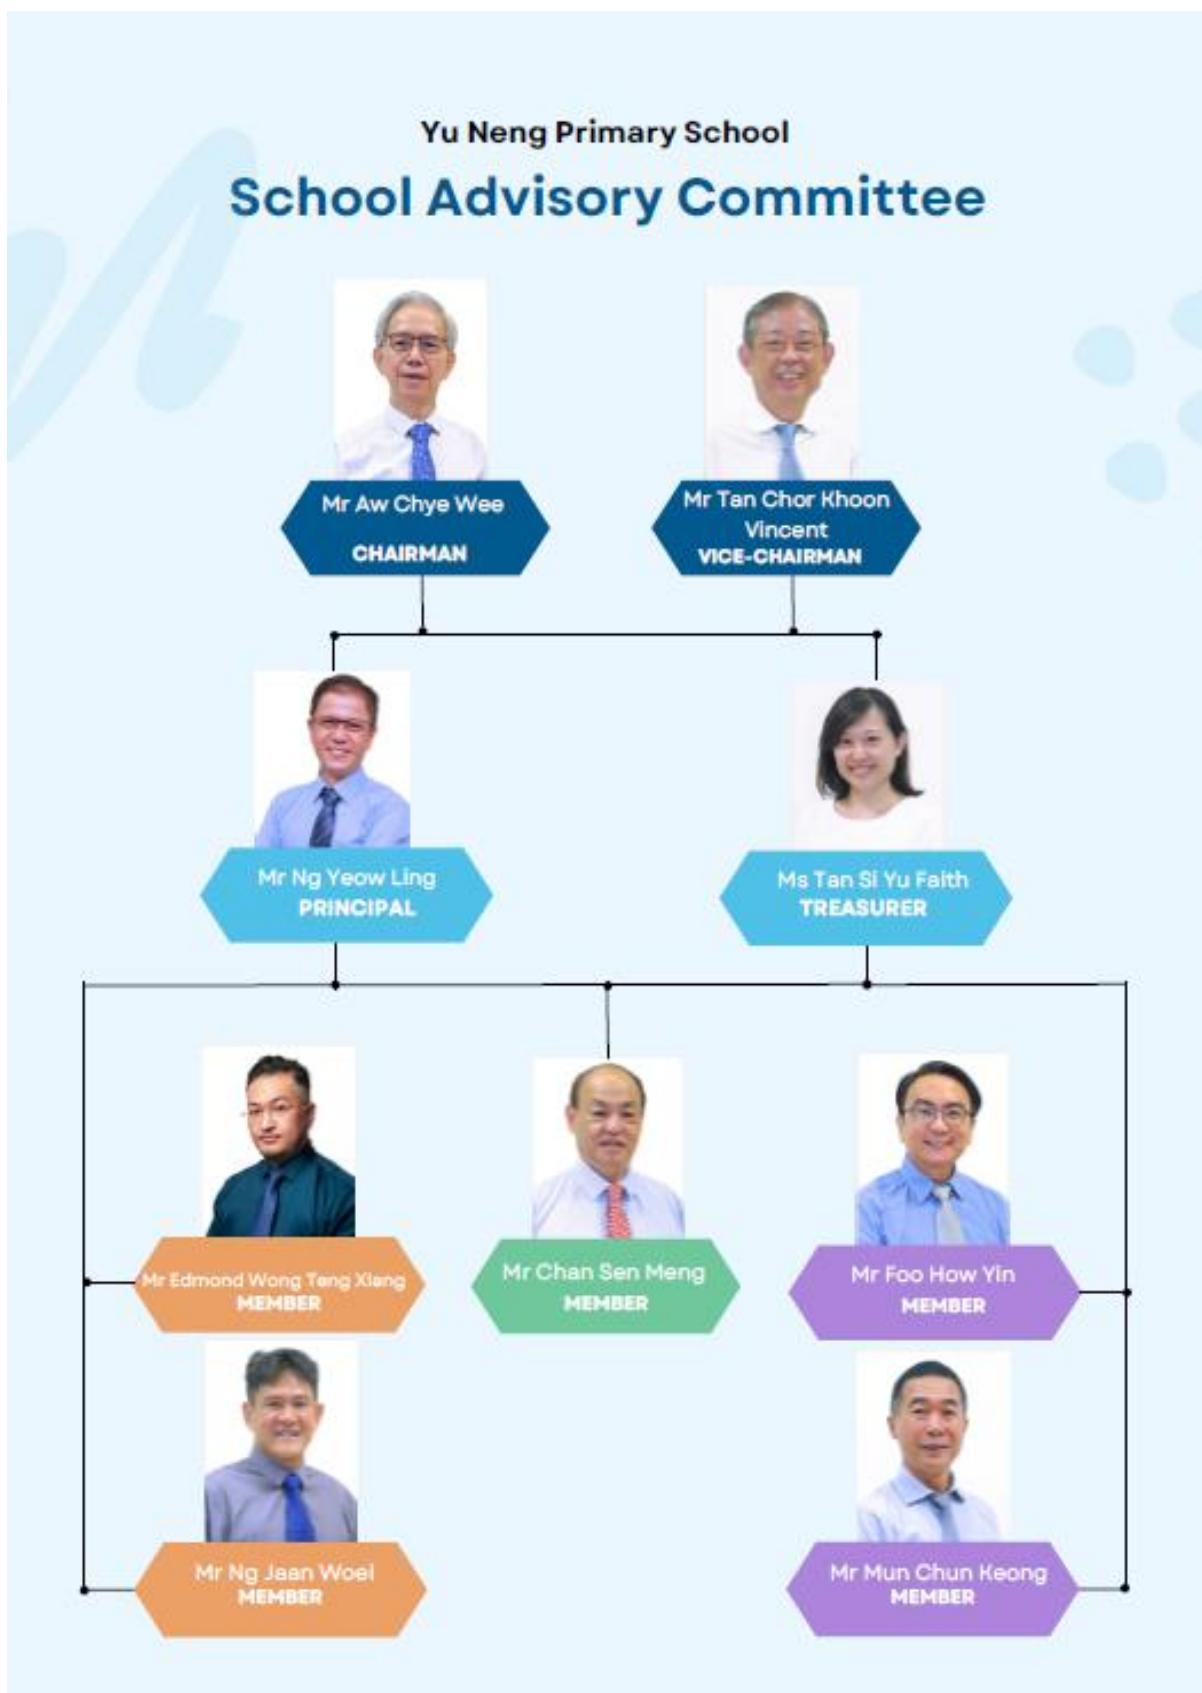 Yu Neng Primary School
School Advisory Committee
Mr Aw Chye Wee
CHAIRMAN
Mr Tan Chor Khoon
Vincent
VICE-CHAIRMAN
Mr Ng Yeow Ling
PRINCIPAL
Ms Tan Si Yu Faith
TREASURER
Mr Edmond Wong Teng Xiang
MEMBER
Mr Chan Sen Meng
MEMBER
Mr Foo How Yin
MEMBER
Mr Ng Jaan Woei
MEMBER
Mr Mun Chun Keong
MEMBER